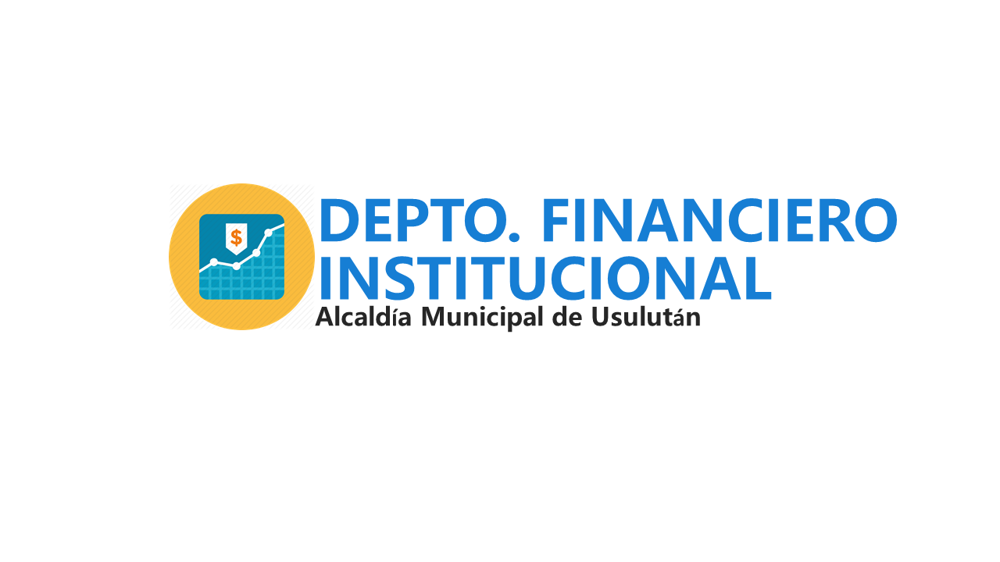 $
DEPTO. FINANCIERO
INSTITUCIONAL
Alcaldía Municipal de Usulután